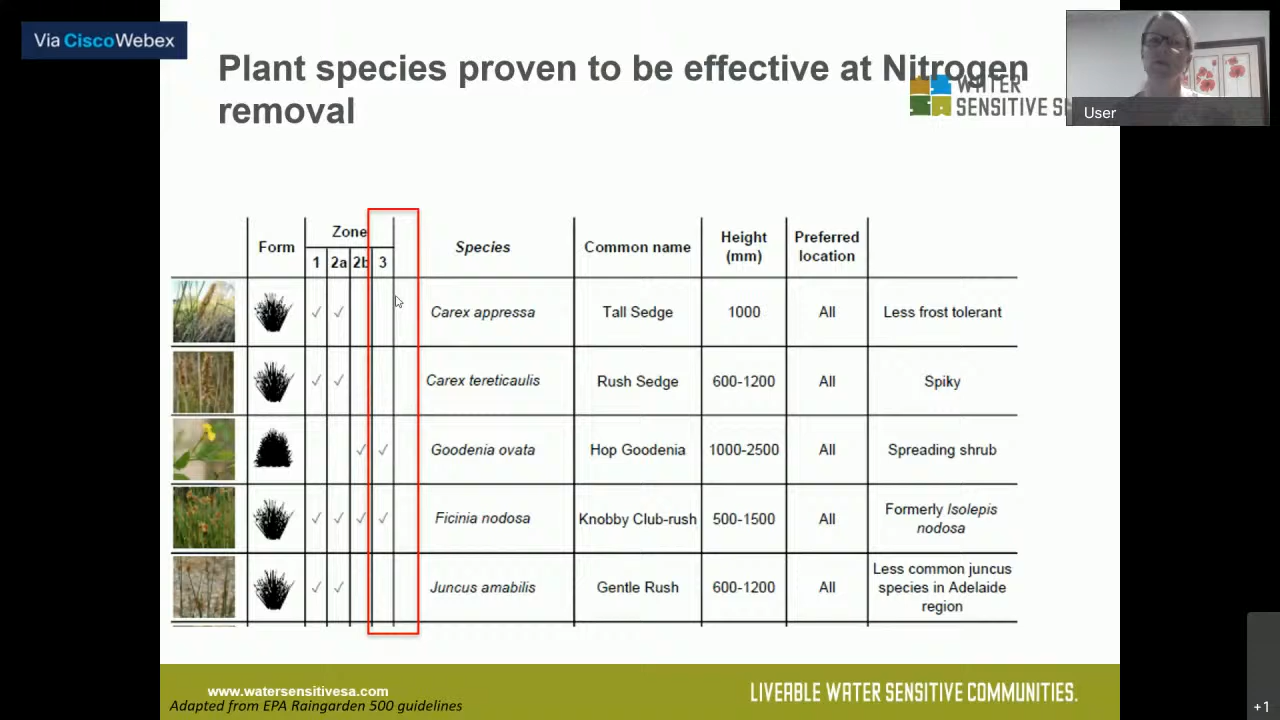 Via CiscoWebex
Plant species proven to be effective at Nitrogen
removal
WATER
SENSITIVE
User
Form
Zone
Species
Common name
Height
(mm)
Preferred
location
1 2a 2b 3
✓ ✓ Carex appressa Tall Sedge 1000 All Less frost tolerant
✓ ✓ Carex tereticaulis Rush Sedge 600-1200 All Spiky
✓ ✓ Goodenia ovata Hop Goodenia 1000-2500 All Spreading shrub
✓ ✓ ✓ ✓ Ficinia nodosa Knobby Club-rush 500-1500 All Formerly Isolepis
nodosa
✓ ✓ Juncus amabilis Gentle Rush 600-1200 All Less common juncus
species in Adelaide
region
www.watersensitivesa.com
Adapted from EPA Raingarden 500 guidelines
LIVEABLE WATER SENSITIVE COMMUNITIES.
+1